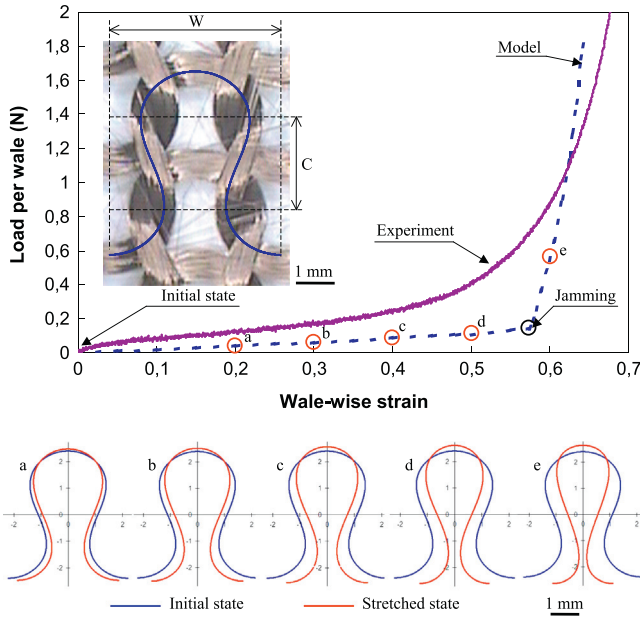 W
2
1,8
Model
1,6
1,4
1,2
C
1
0,8
Experiment
e
0,6
1 mm
0,4
Initial state
Jamming
0,2
a
b
c
d
0
0
0,1
0,2
0,3
0,4
0,5
0,6
0,7
Load per wale (N)
Wale-wise strain
a
b
c
d
e
Initial state
Stretched state
1 mm